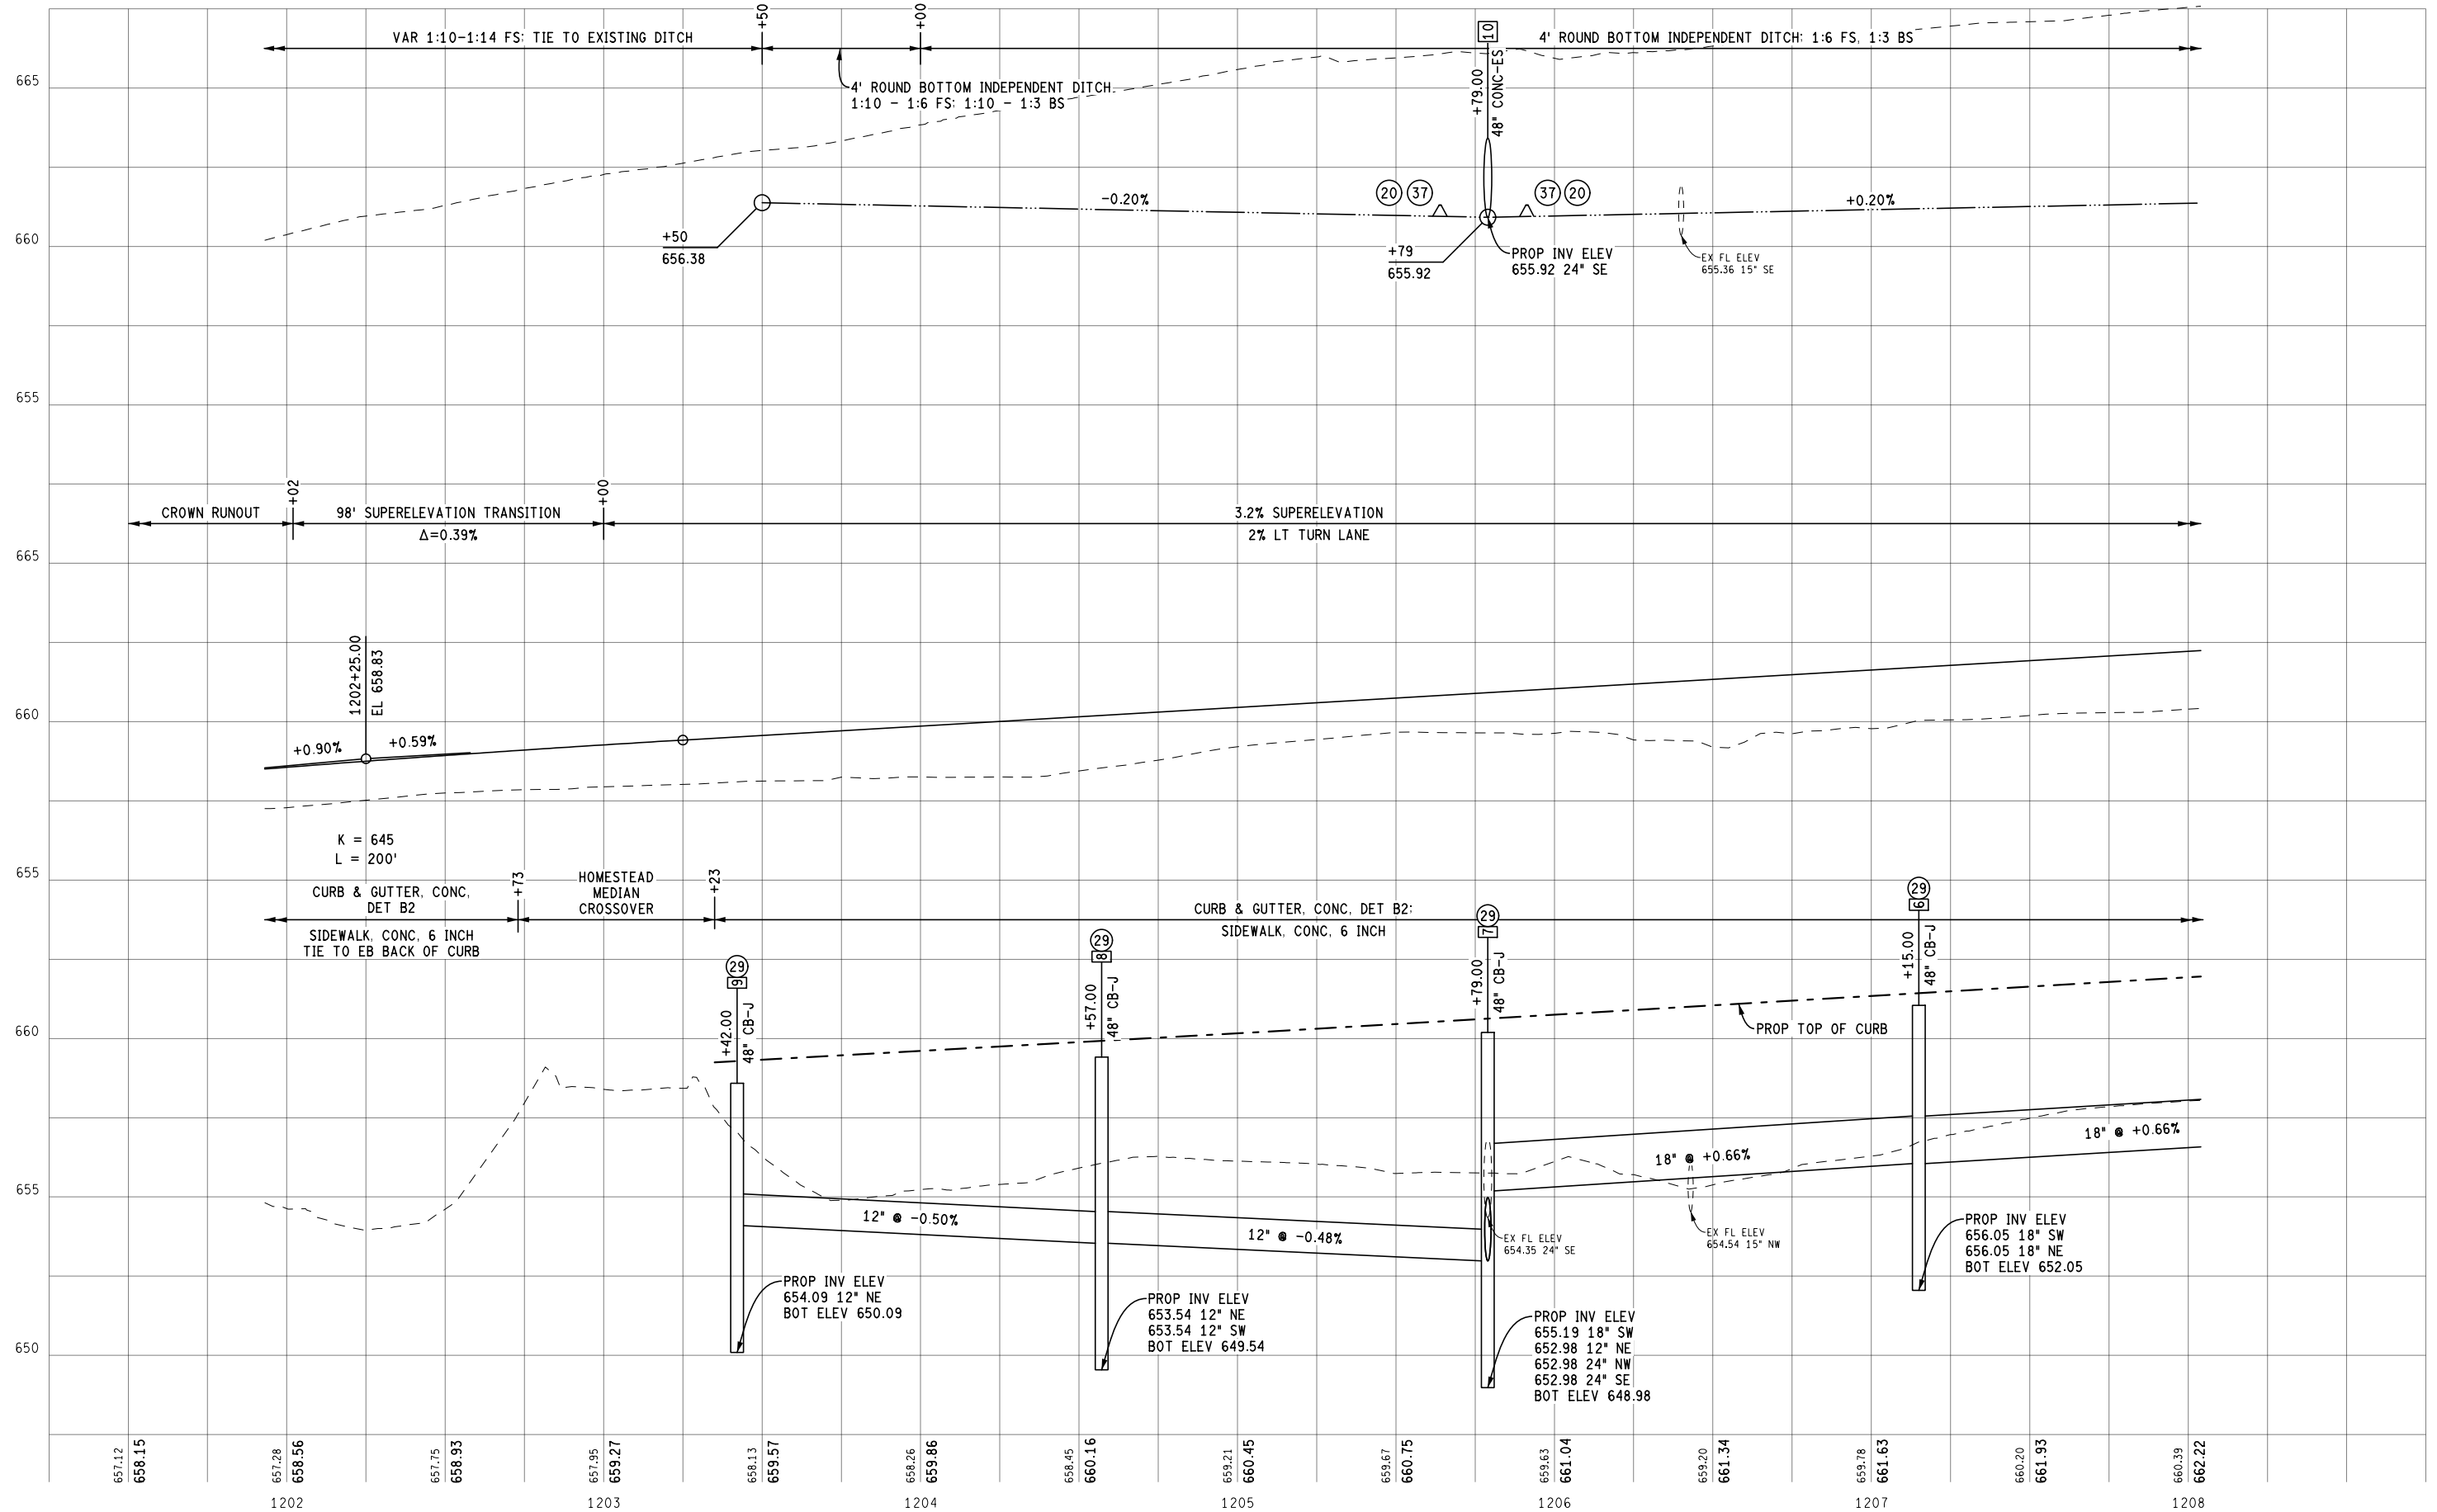 +50
+00
10
VAR 1:10-1:14 FS; TIE TO EXISTING DITCH
4' ROUND BOTTOM INDEPENDENT DITCH; 1:6 FS, 1:3 BS
665
4' ROUND BOTTOM INDEPENDENT DITCH.
1:10 - 1:6 FS; 1:10 - 1:3 BS
+79.00
48" CONC-ES
20 37
37 20
-0.20%
+0.20%
660
+50
656.38
+79
655.92
PROP INV ELEV
655.92 24" SE
EX FL ELEV
655.36 15" SE
655
+02
+00
CROWN RUNOUT
98' SUPERELEVATION TRANSITION
Δ=0.39%
3.2% SUPERELEVATION
2% LT TURN LANE
665
1202+25.00
EL 658.83
660
+0.90%
+0.59%
K = 645
L = 200'
655
CURB & GUTTER, CONC,
DET B2
+73
HOMESTEAD
MEDIAN
CROSSOVER
+23
CURB & GUTTER, CONC, DET B2;
SIDEWALK, CONC, 6 INCH
SIDEWALK, CONC, 6 INCH
TIE TO EB BACK OF CURB
29
9
+42.00
48" CB-J
29
8
+57.00
48" CB-J
29
7
+79.00
48" CB-J
29
6
+15.00
48" CB-J
660
PROP TOP OF CURB
655
12" @ -0.50%
12" @ -0.48%
18" @ +0.66%
18" @ +0.66%
EX FL ELEV
654.35 24" SE
EX FL ELEV
654.54 15" NW
PROP INV ELEV
656.05 18" SW
656.05 18" NE
BOT ELEV 652.05
PROP INV ELEV
654.09 12" NE
BOT ELEV 650.09
PROP INV ELEV
653.54 12" NE
653.54 12" SW
BOT ELEV 649.54
PROP INV ELEV
655.19 18" SW
652.98 12" NE
652.98 24" NW
652.98 24" SE
BOT ELEV 648.98
650
657.12
658.15
657.28
658.56
657.75
658.93
657.95
659.27
658.13
659.57
658.26
659.86
658.45
660.16
659.21
660.45
659.67
660.75
659.63
661.04
659.20
661.34
659.78
661.63
660.20
661.93
660.39
662.22
1202
1203
1204
1205
1206
1207
1208